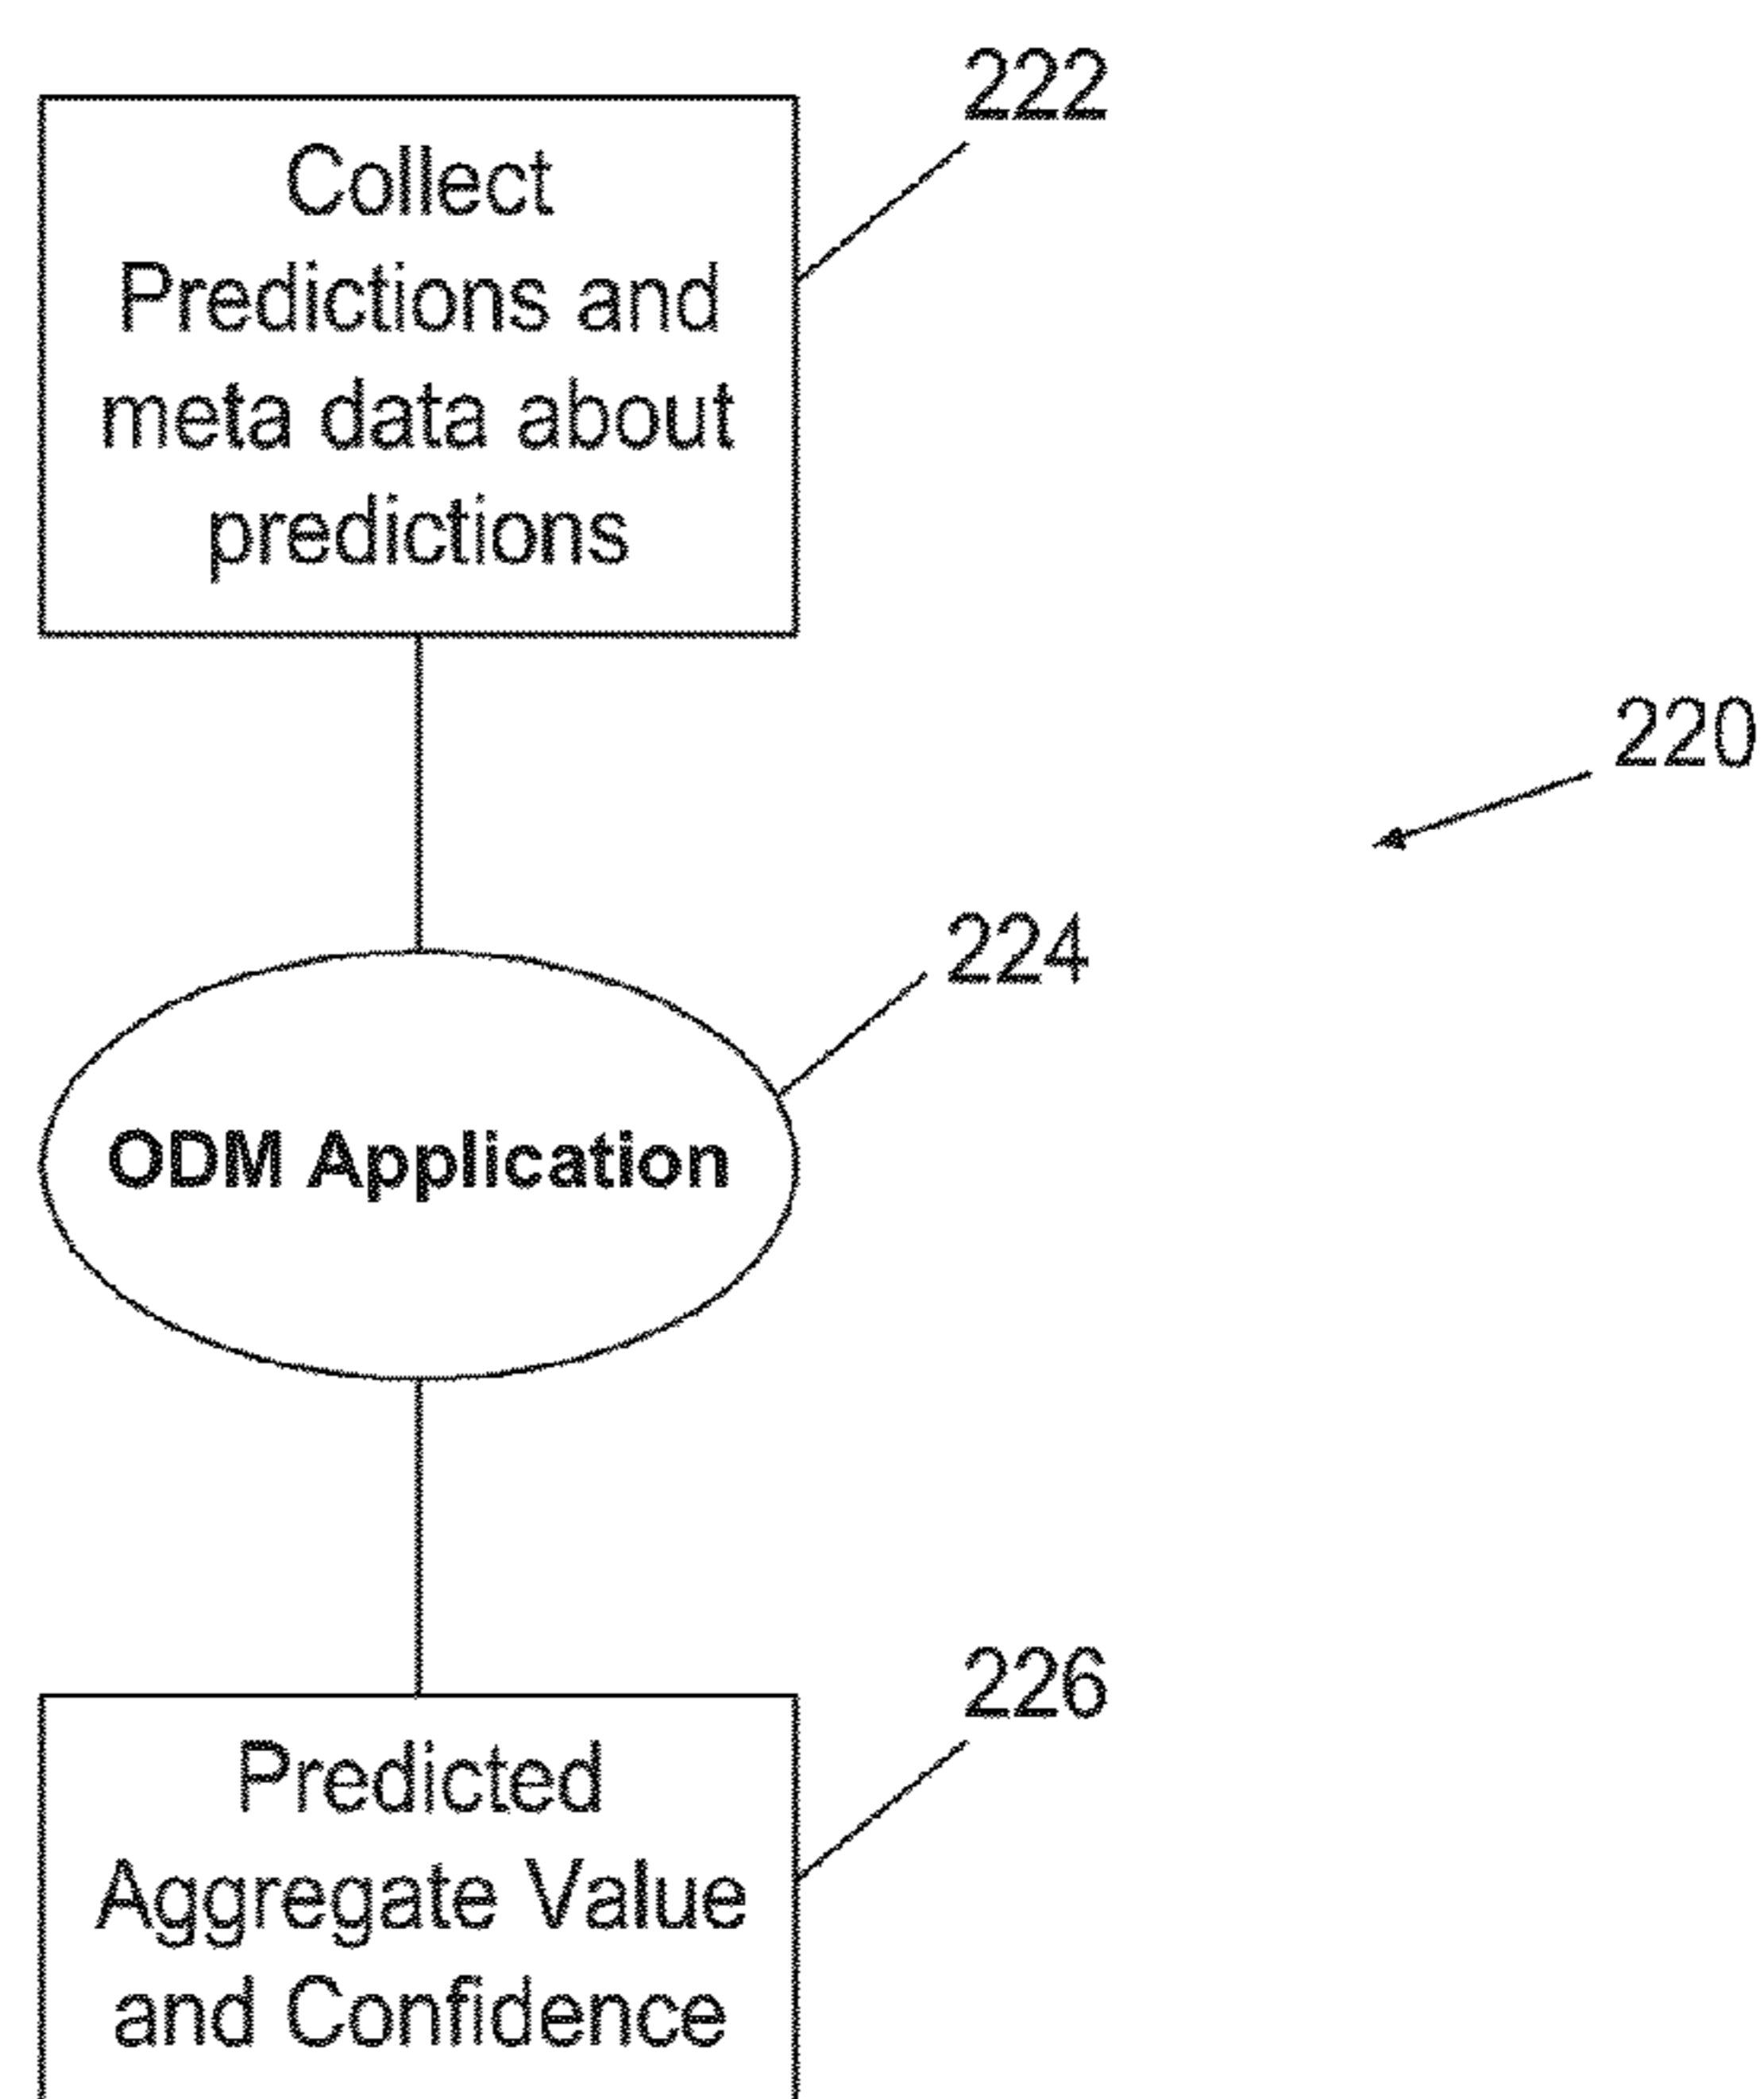 222
Collect
Predictions and
meta data about
predictions
220
224
ODM Application
226
Predicted
Aggregate Value
and Confidence